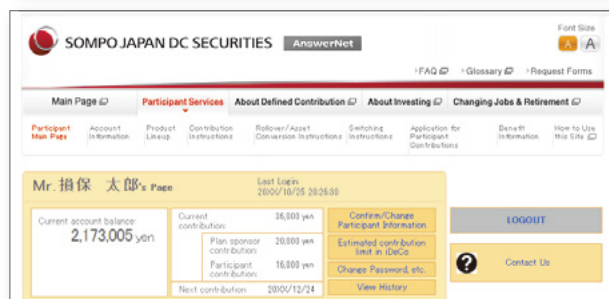 Font Size
SOMPO JAPAN DC SECURITIES AnswerNet
A A
FAQ Glossary Request Forms
Main Page Participant Services About Defined Contribution About Investing Changing Jobs & Retirement
Participant Main Page Account Information Product Lineup Contribution Instructions Rollover/Asset Conversion Instructions Switching Instructions Application for Participant Contributions Benefit Information How to Use this Site
Mr. 損保 太郎's Page
Last Login
20XX/10/25 20:26:30
Current account balance:
2,173,005 yen
Current contribution: 36,000 yen
Plan sponsor contribution: 20,000 yen
Participant contribution: 16,000 yen
Next contribution 20XX/12/24
Confirm/Change Participant Information
Estimated contribution limit in iDeCo
Change Password, etc.
View History
LOGOUT
? Contact Us